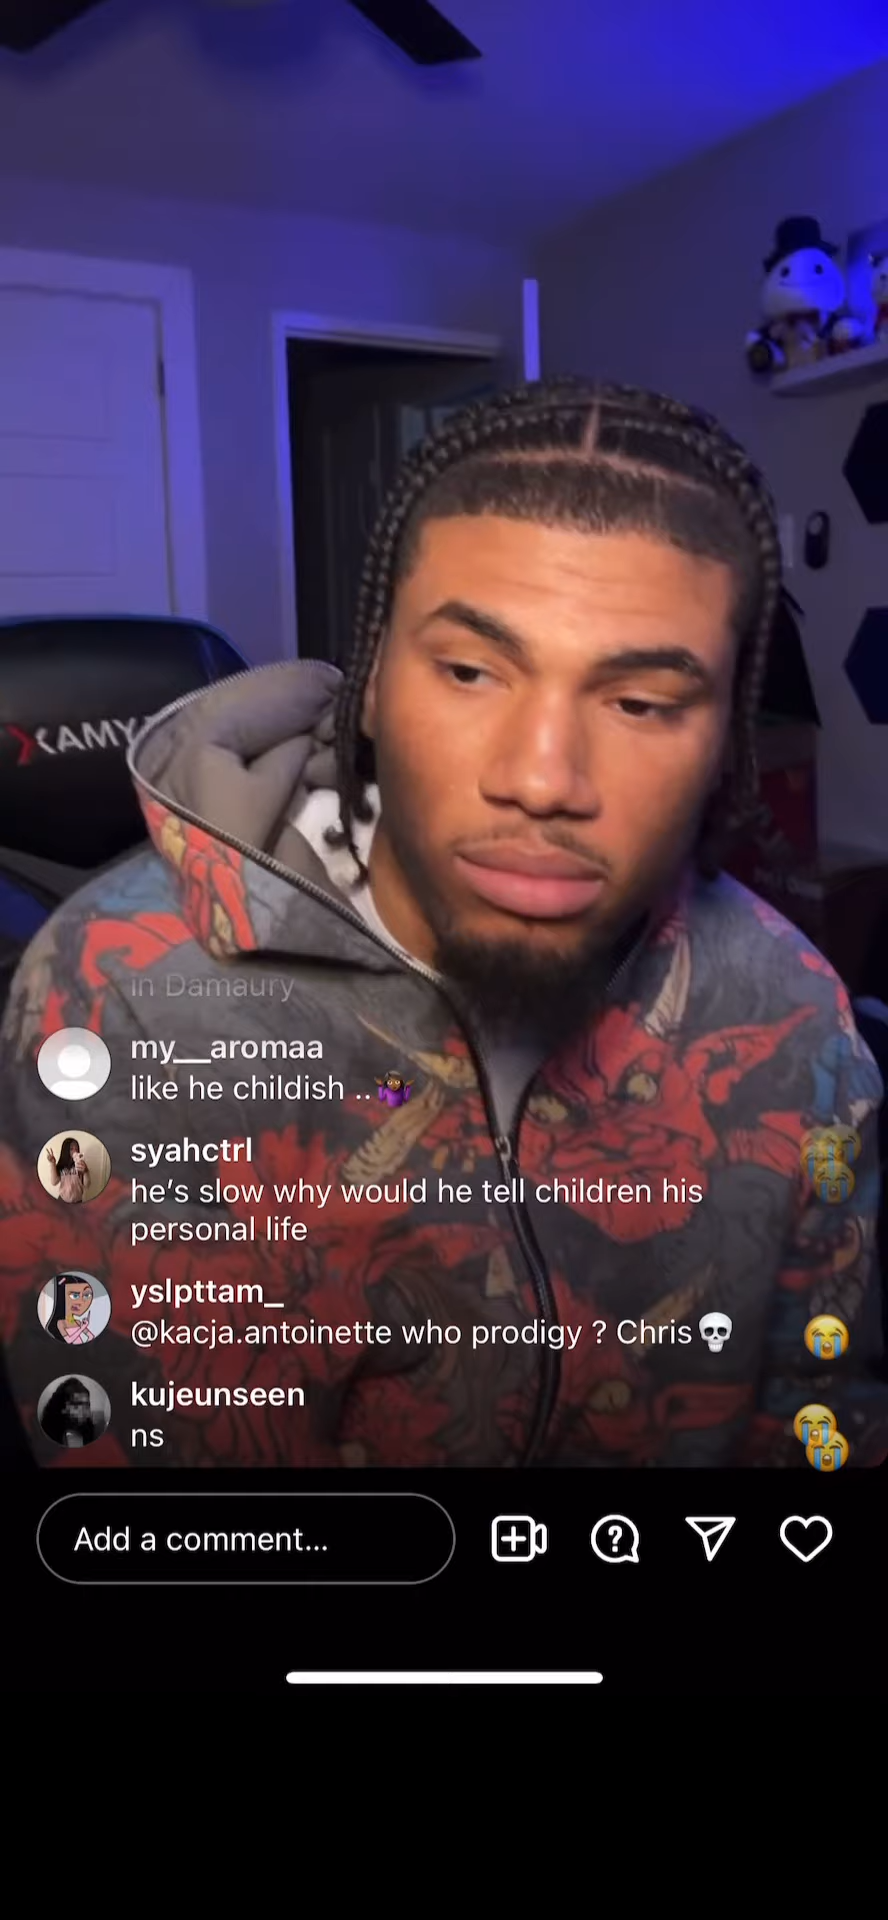 XAMY
in Damaury
my__aromaa
like he childish ..🤷🏾‍♀️
syahctrl
he's slow why would he tell children his
personal life
yslpttam_
@kacja.antoinette who prodigy ? Chris💀
kujeunseen
ns
Add a comment...